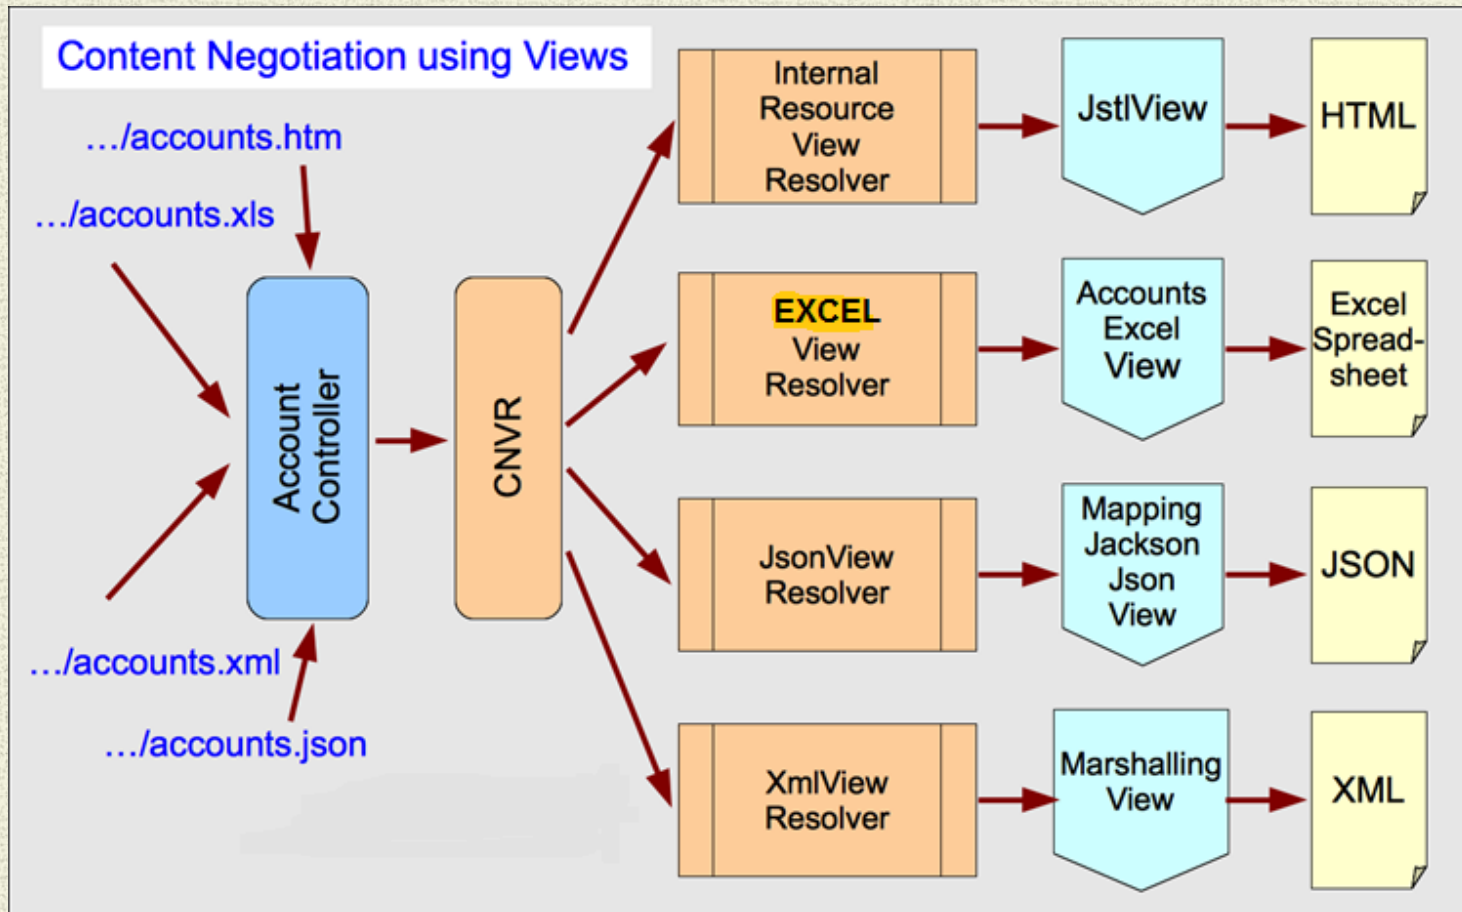 Content Negotiation using Views
…/accounts.htm
…/accounts.xls
…/accounts.xml
…/accounts.json
Account
Controller
CNVR
Internal
Resource
View
Resolver
JstlView
HTML
EXCEL
View
Resolver
Accounts
Excel
View
Excel
Spread-
sheet
JsonView
Resolver
Mapping
Jackson
Json
View
JSON
XmlView
Resolver
Marshalling
View
XML